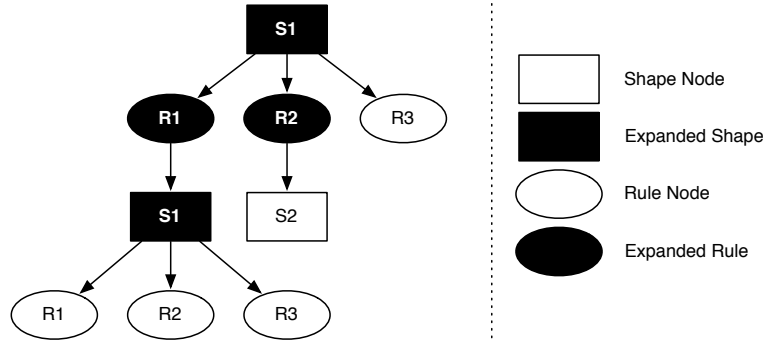 S1
R1
R2
R3
S1
S2
R1
R2
R3
Shape Node
Expanded Shape
Rule Node
Expanded Rule